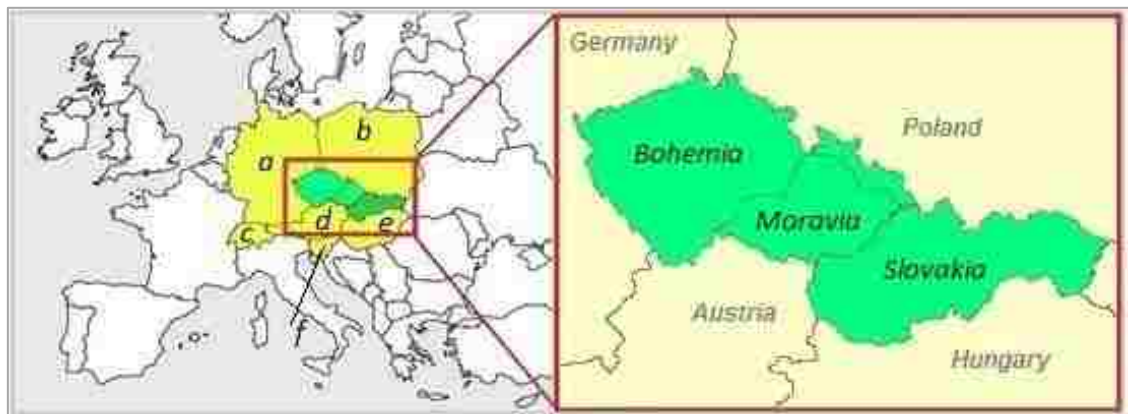 a
b
c
d
e
f
Germany
Poland
Bohemia
Moravia
Slovakia
Austria
Hungary